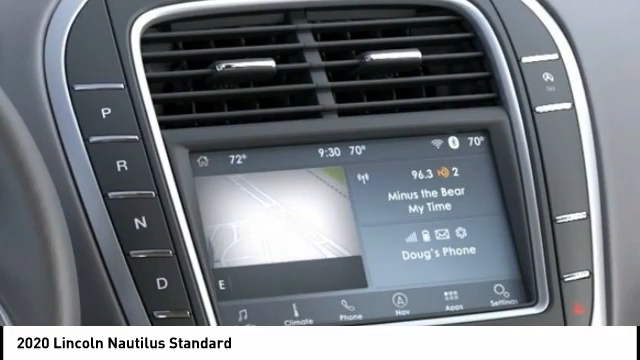 P
R
N
D
72°
9:30 70°
70°
96.3 HD 2
Minus the Bear
My Time
Doug's Phone
E
Climate
Phone
Nav
Apps
Settings
2020 Lincoln Nautilus Standard